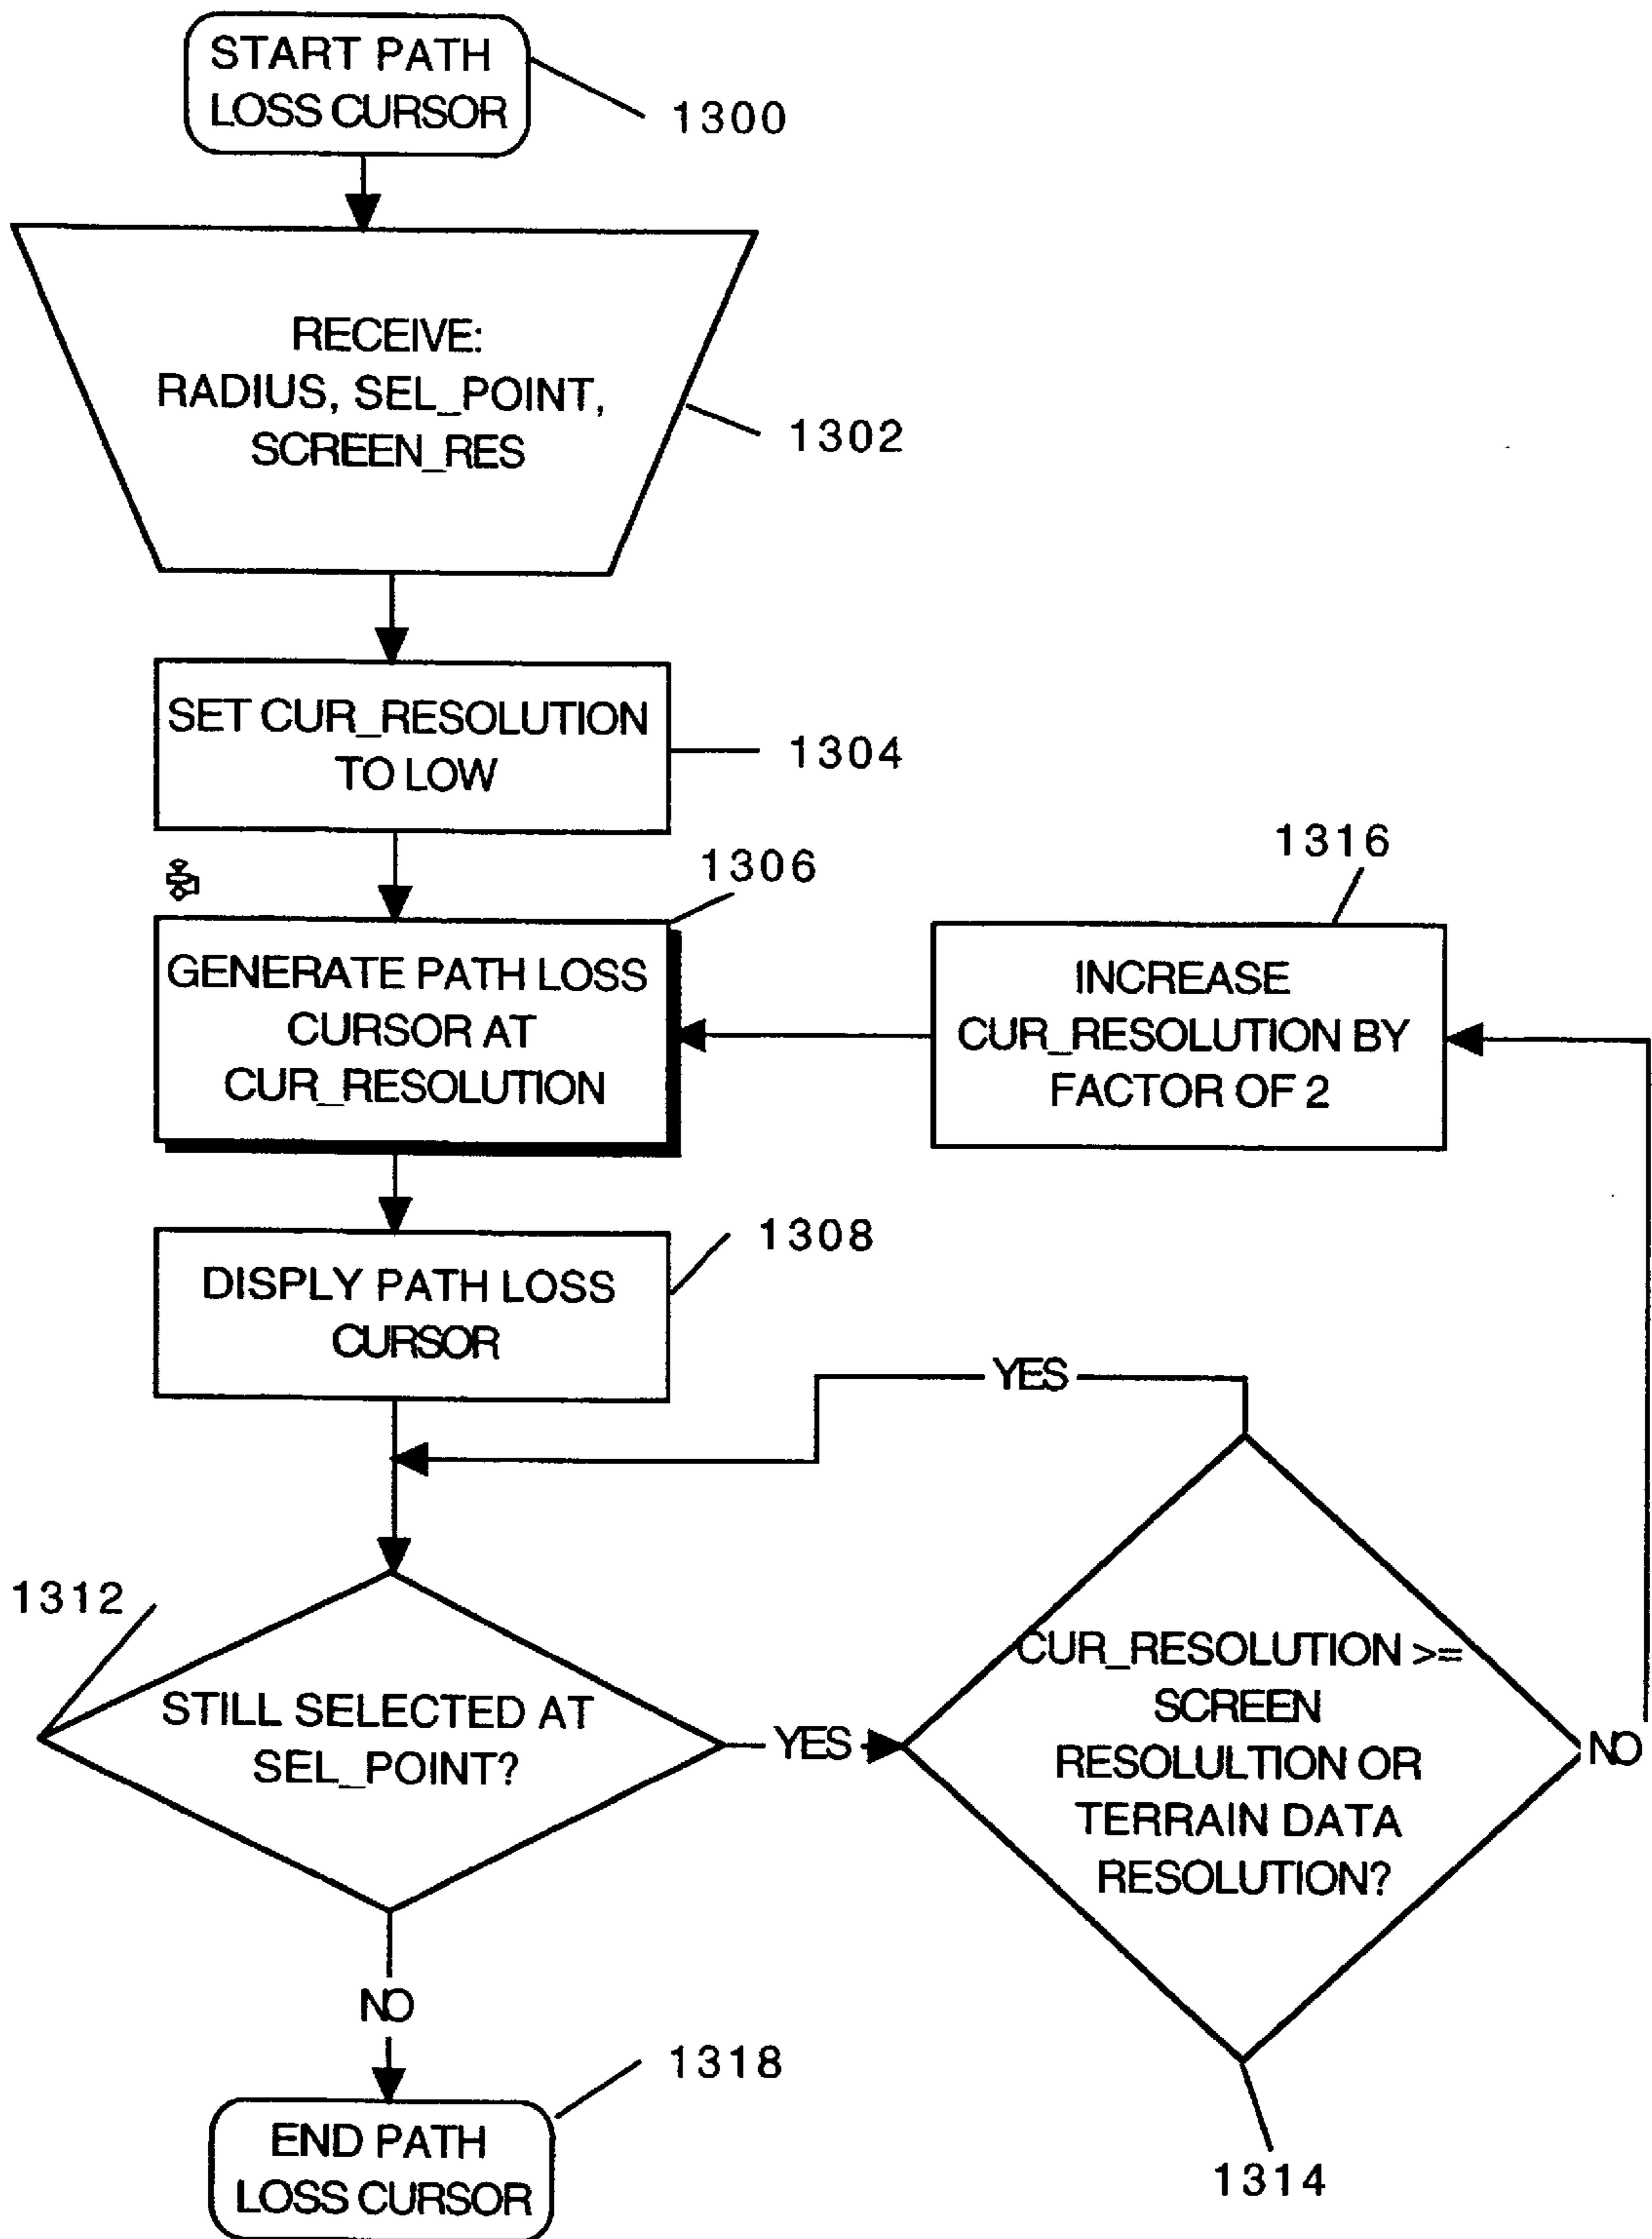 START PATH
LOSS CURSOR
1300
RECEIVE:
RADIUS, SEL_POINT,
SCREEN_RES
1302
SET CUR_RESOLUTION
TO LOW
1304
1306
GENERATE PATH LOSS
CURSOR AT
CUR_RESOLUTION
1316
INCREASE
CUR_RESOLUTION BY
FACTOR OF 2
1308
DISPLY PATH LOSS
CURSOR
YES
1312
STILL SELECTED AT
SEL_POINT?
YES
CUR_RESOLUTION >=
SCREEN
RESOLULTION OR
TERRAIN DATA
RESOLUTION?
NO
NO
1314
1318
END PATH
LOSS CURSOR